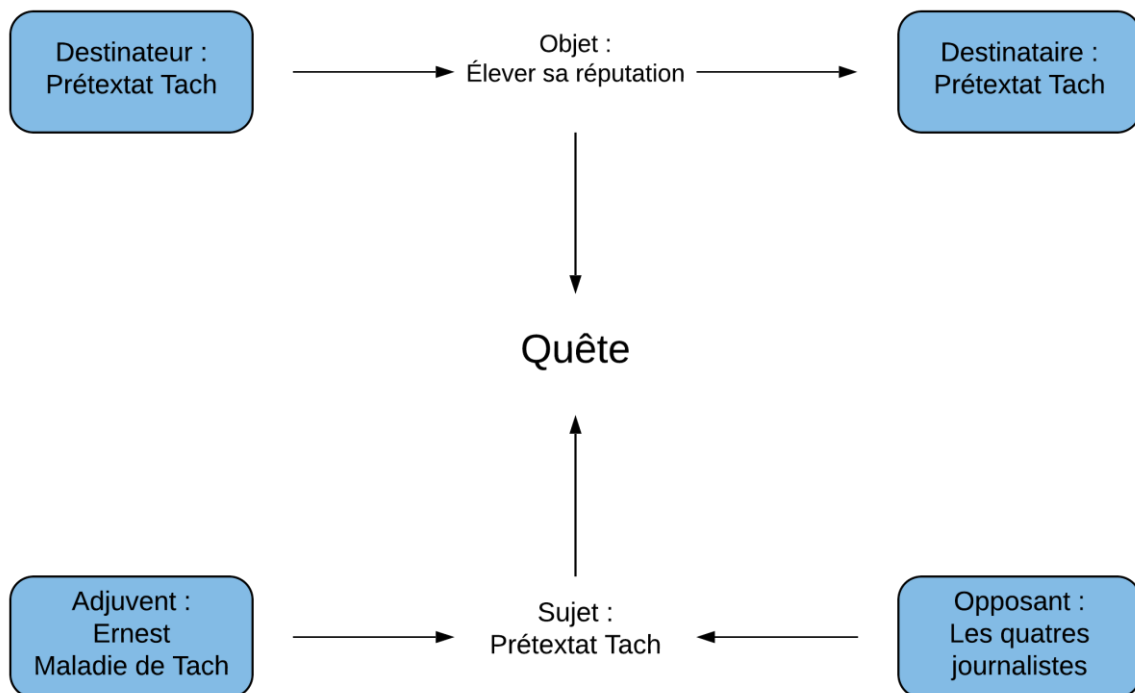 Destinateur :
Prétextat Tach
Objet :
Élever sa réputation
Destinataire :
Prétextat Tach
Quête
Adjuvent :
Ernest
Maladie de Tach
Sujet :
Prétextat Tach
Opposant :
Les quatres
journalistes